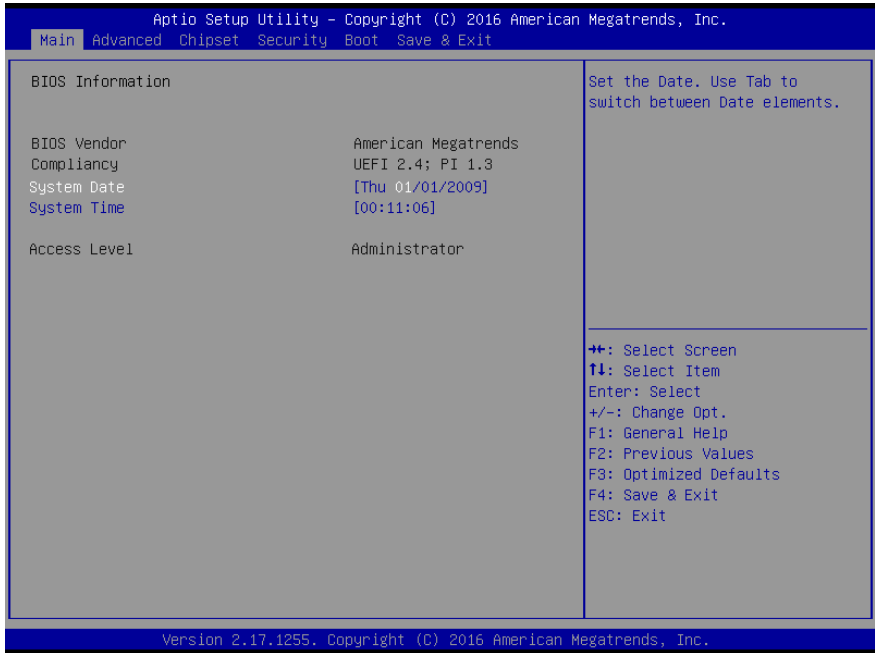 Aptio Setup Utility – Copyright (C) 2016 American Megatrends, Inc.
Main Advanced Chipset Security Boot Save & Exit
BIOS Information
BIOS Vendor American Megatrends
Compliancy UEFI 2.4; PI 1.3
System Date [Thu 01/01/2009]
System Time [00:11:06]
Access Level Administrator
Set the Date. Use Tab to
switch between Date elements.
→←: Select Screen
↑↓: Select Item
Enter: Select
+/-: Change Opt.
F1: General Help
F2: Previous Values
F3: Optimized Defaults
F4: Save & Exit
ESC: Exit
Version 2.17.1255. Copyright (C) 2016 American Megatrends, Inc.